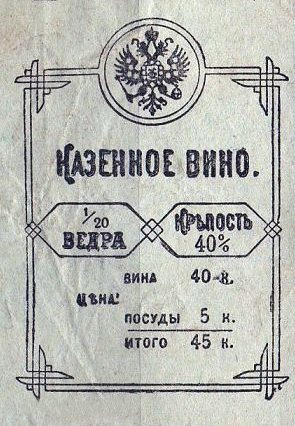 КАЗЕННОЕ ВИНО.
1/20 ВЕДРА
КРѢПОСТЬ 40%
ВИНА 40 к.
ЦѢНА:
ПОСУДЫ 5 к.
ИТОГО 45 к.